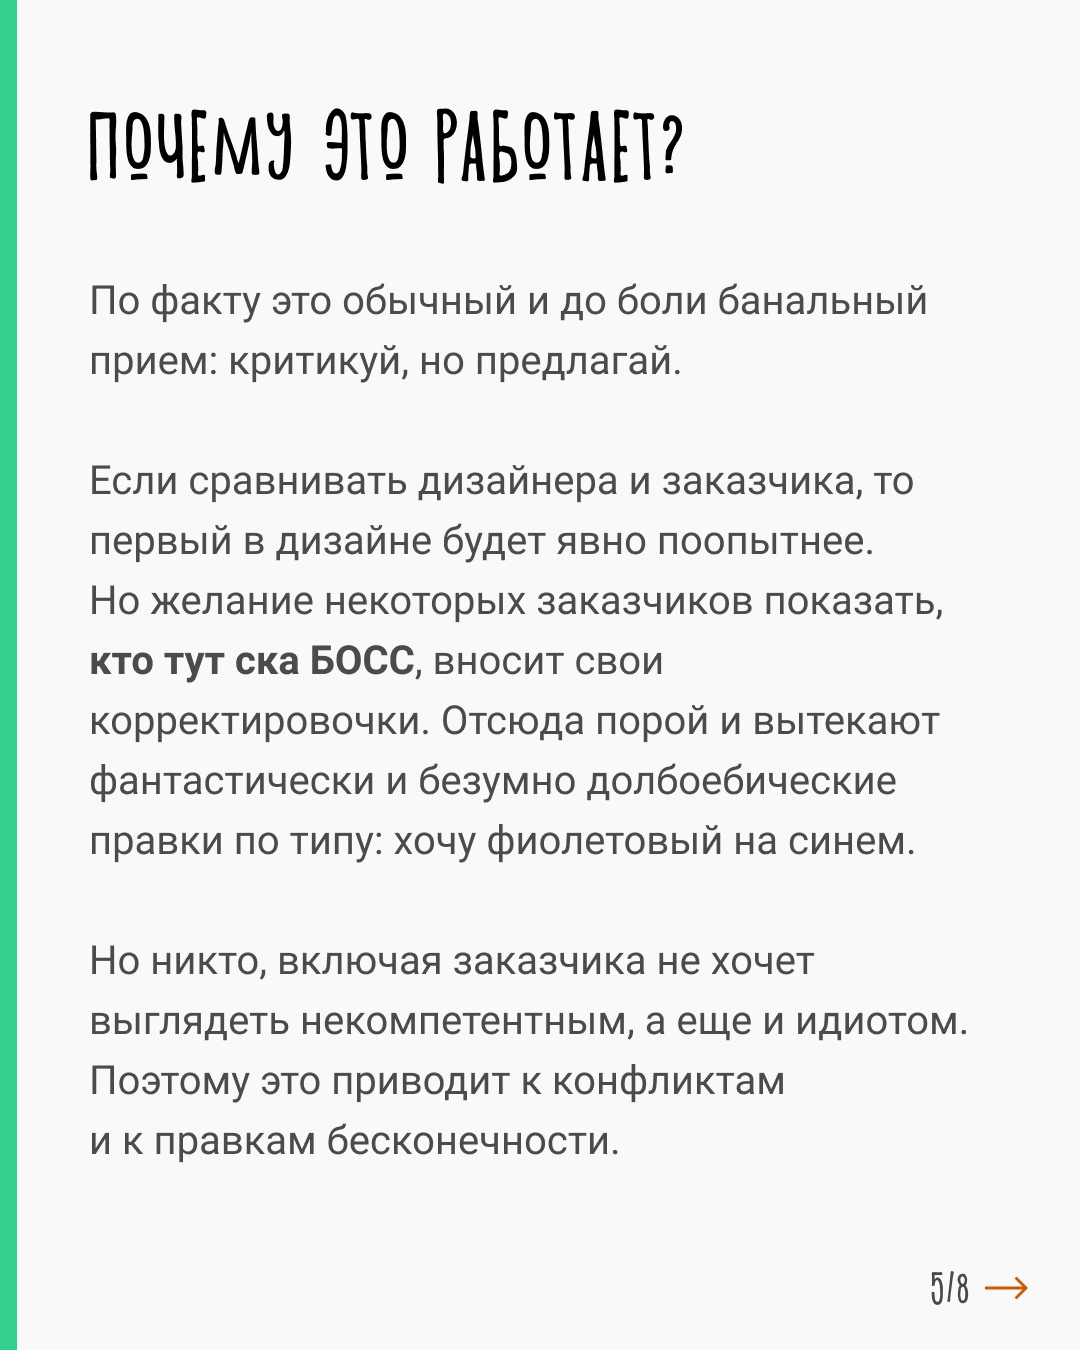 ПОЧЕМУ ЭТО РАБОТАЕТ?
По факту это обычный и до боли банальный
прием: критикуй, но предлагай.
Если сравнивать дизайнера и заказчика, то
первый в дизайне будет явно поопытнее.
Но желание некоторых заказчиков показать,
кто тут ска БОСС, вносит свои
корректировочки. Отсюда порой и вытекают
фантастически и безумно долбоебические
правки по типу: хочу фиолетовый на синем.
Но никто, включая заказчика не хочет
выглядеть некомпетентным, а еще и идиотом.
Поэтому это приводит к конфликтам
и к правкам бесконечности.
5/8